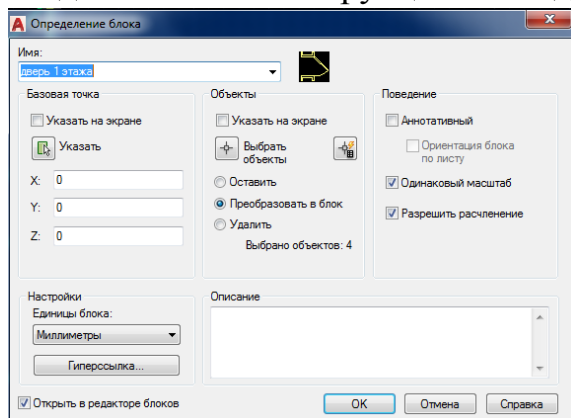 Определение блока
Имя:
дверь 1 этажа
Базовая точка
Указать на экране
Указать
X: 0
Y: 0
Z: 0
Объекты
Указать на экране
Выбрать
объекты
Оставить
Преобразовать в блок
Удалить
Выбрано объектов: 4
Поведение
Аннотативный
Ориентация блока
по листу
Одинаковый масштаб
Разрешить расчленение
Настройки
Единицы блока:
Миллиметры
Гиперссылка...
Описание
Открыть в редакторе блоков
OK
Отмена
Справка